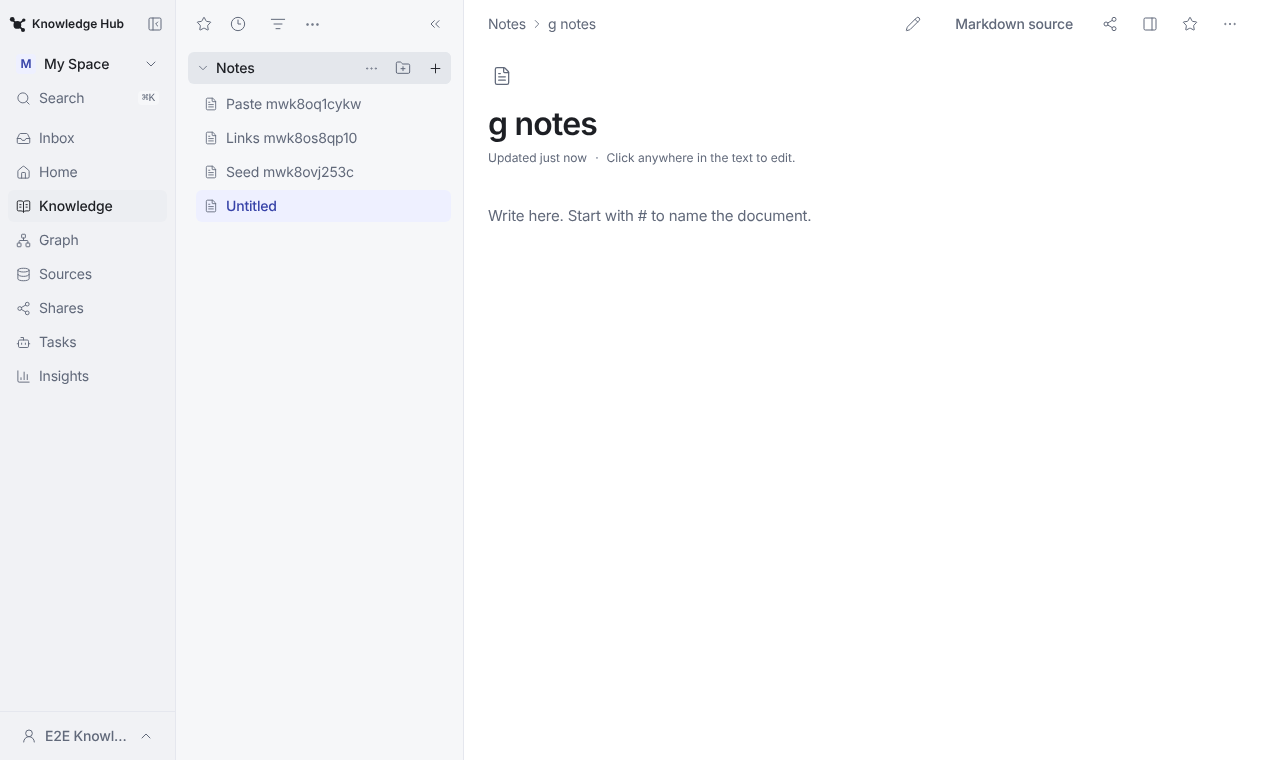 Knowledge Hub
M My Space
Search ⌘K
Inbox
Home
Knowledge
Graph
Sources
Shares
Tasks
Insights
E2E Knowl...
Notes
Paste mwk8oq1cykw
Links mwk8os8qp10
Seed mwk8ovj253c
Untitled
Notes > g notes
Markdown source
g notes
Updated just now · Click anywhere in the text to edit.
Write here. Start with # to name the document.